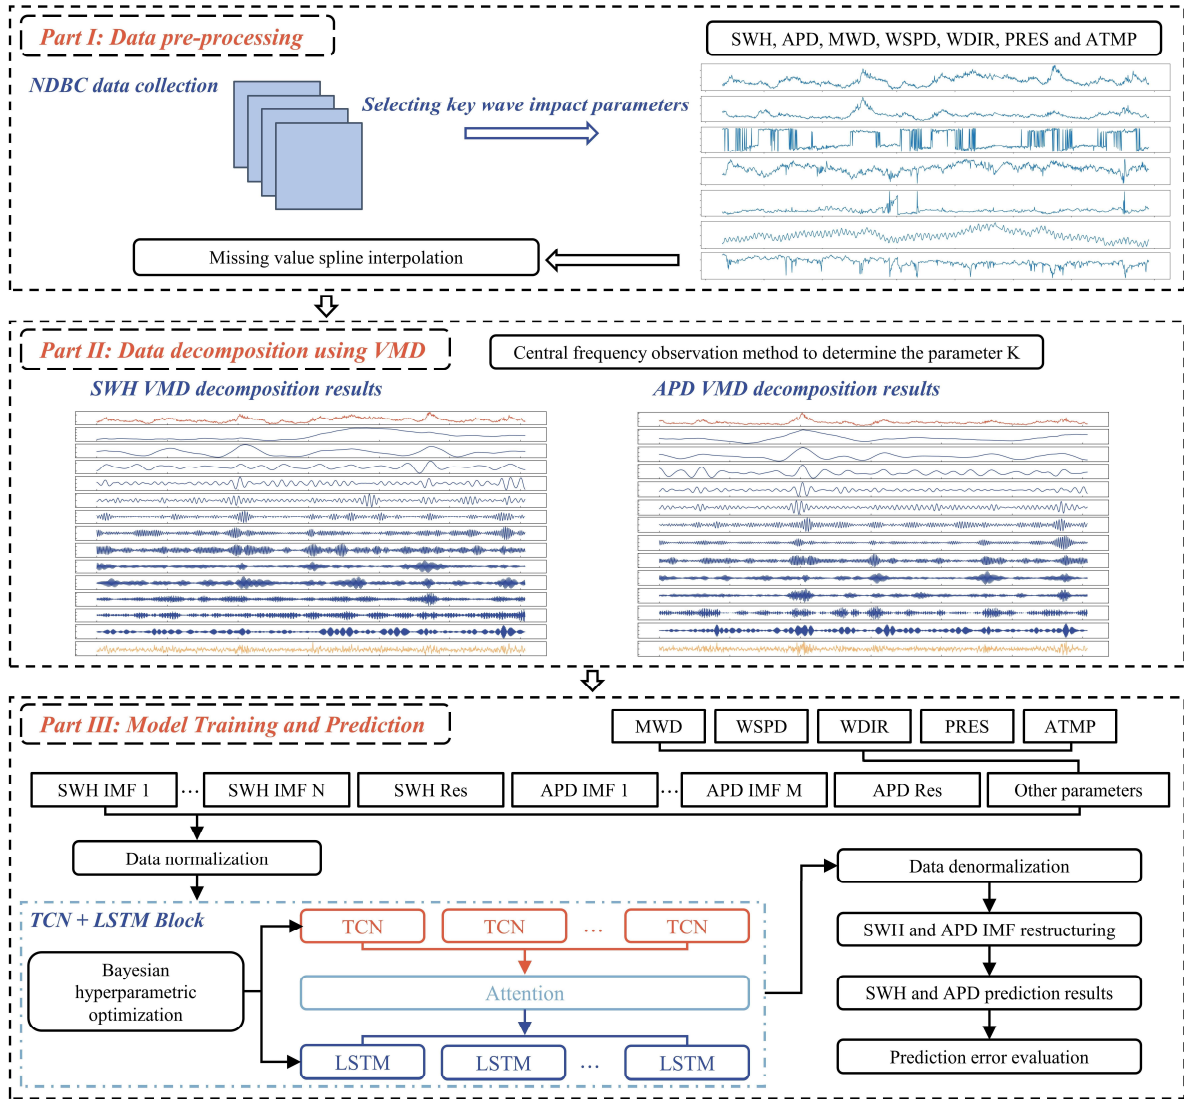 Part I: Data pre-processing
SWH, APD, MWD, WSPD, WDIR, PRES and ATMP
NDBC data collection
Selecting key wave impact parameters
Missing value spline interpolation
Part II: Data decomposition using VMD
Central frequency observation method to determine the parameter K
SWH VMD decomposition results
APD VMD decomposition results
Part III: Model Training and Prediction
MWD
WSPD
WDIR
PRES
ATMP
SWH IMF 1
...
SWH IMF N
SWH Res
APD IMF 1
...
APD IMF M
APD Res
Other parameters
Data normalization
TCN + LSTM Block
Bayesian
hyperparametric
optimization
TCN
TCN
...
TCN
Attention
LSTM
LSTM
...
LSTM
Data denormalization
SWH and APD IMF restructuring
SWH and APD prediction results
Prediction error evaluation